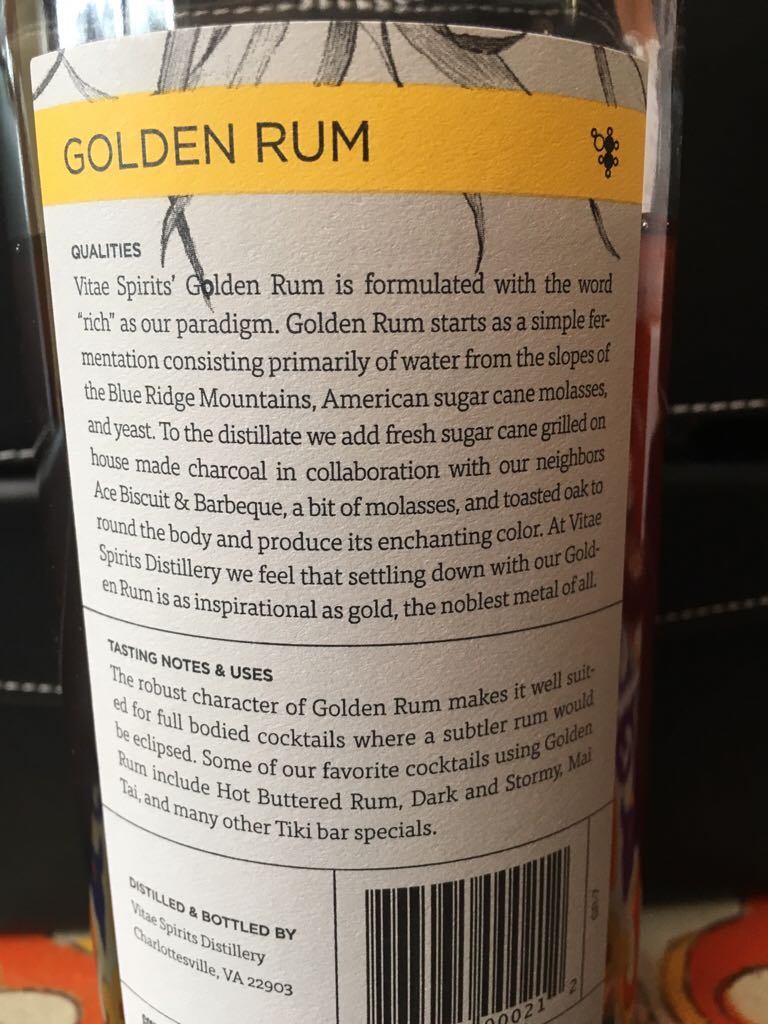 GOLDEN RUM
QUALITIES
Vitae Spirits' Golden Rum is formulated with the word
"rich" as our paradigm. Golden Rum starts as a simple fer-
mentation consisting primarily of water from the slopes of
the Blue Ridge Mountains, American sugar cane molasses,
and yeast. To the distillate we add fresh sugar cane grilled on
house made charcoal in collaboration with our neighbors
Ace Biscuit & Barbeque, a bit of molasses, and toasted oak to
round the body and produce its enchanting color. At Vitae
Spirits Distillery we feel that settling down with our Gold-
en Rum is as inspirational as gold, the noblest metal of all.
TASTING NOTES & USES
The robust character of Golden Rum makes it well suit-
ed for full bodied cocktails where a subtler rum would
be eclipsed. Some of our favorite cocktails using Golden
Rum include Hot Buttered Rum, Dark and Stormy, Mai
Tai, and many other Tiki bar specials.
DISTILLED & BOTTLED BY
Vitae Spirits Distillery
Charlottesville, VA 22903
00021 2